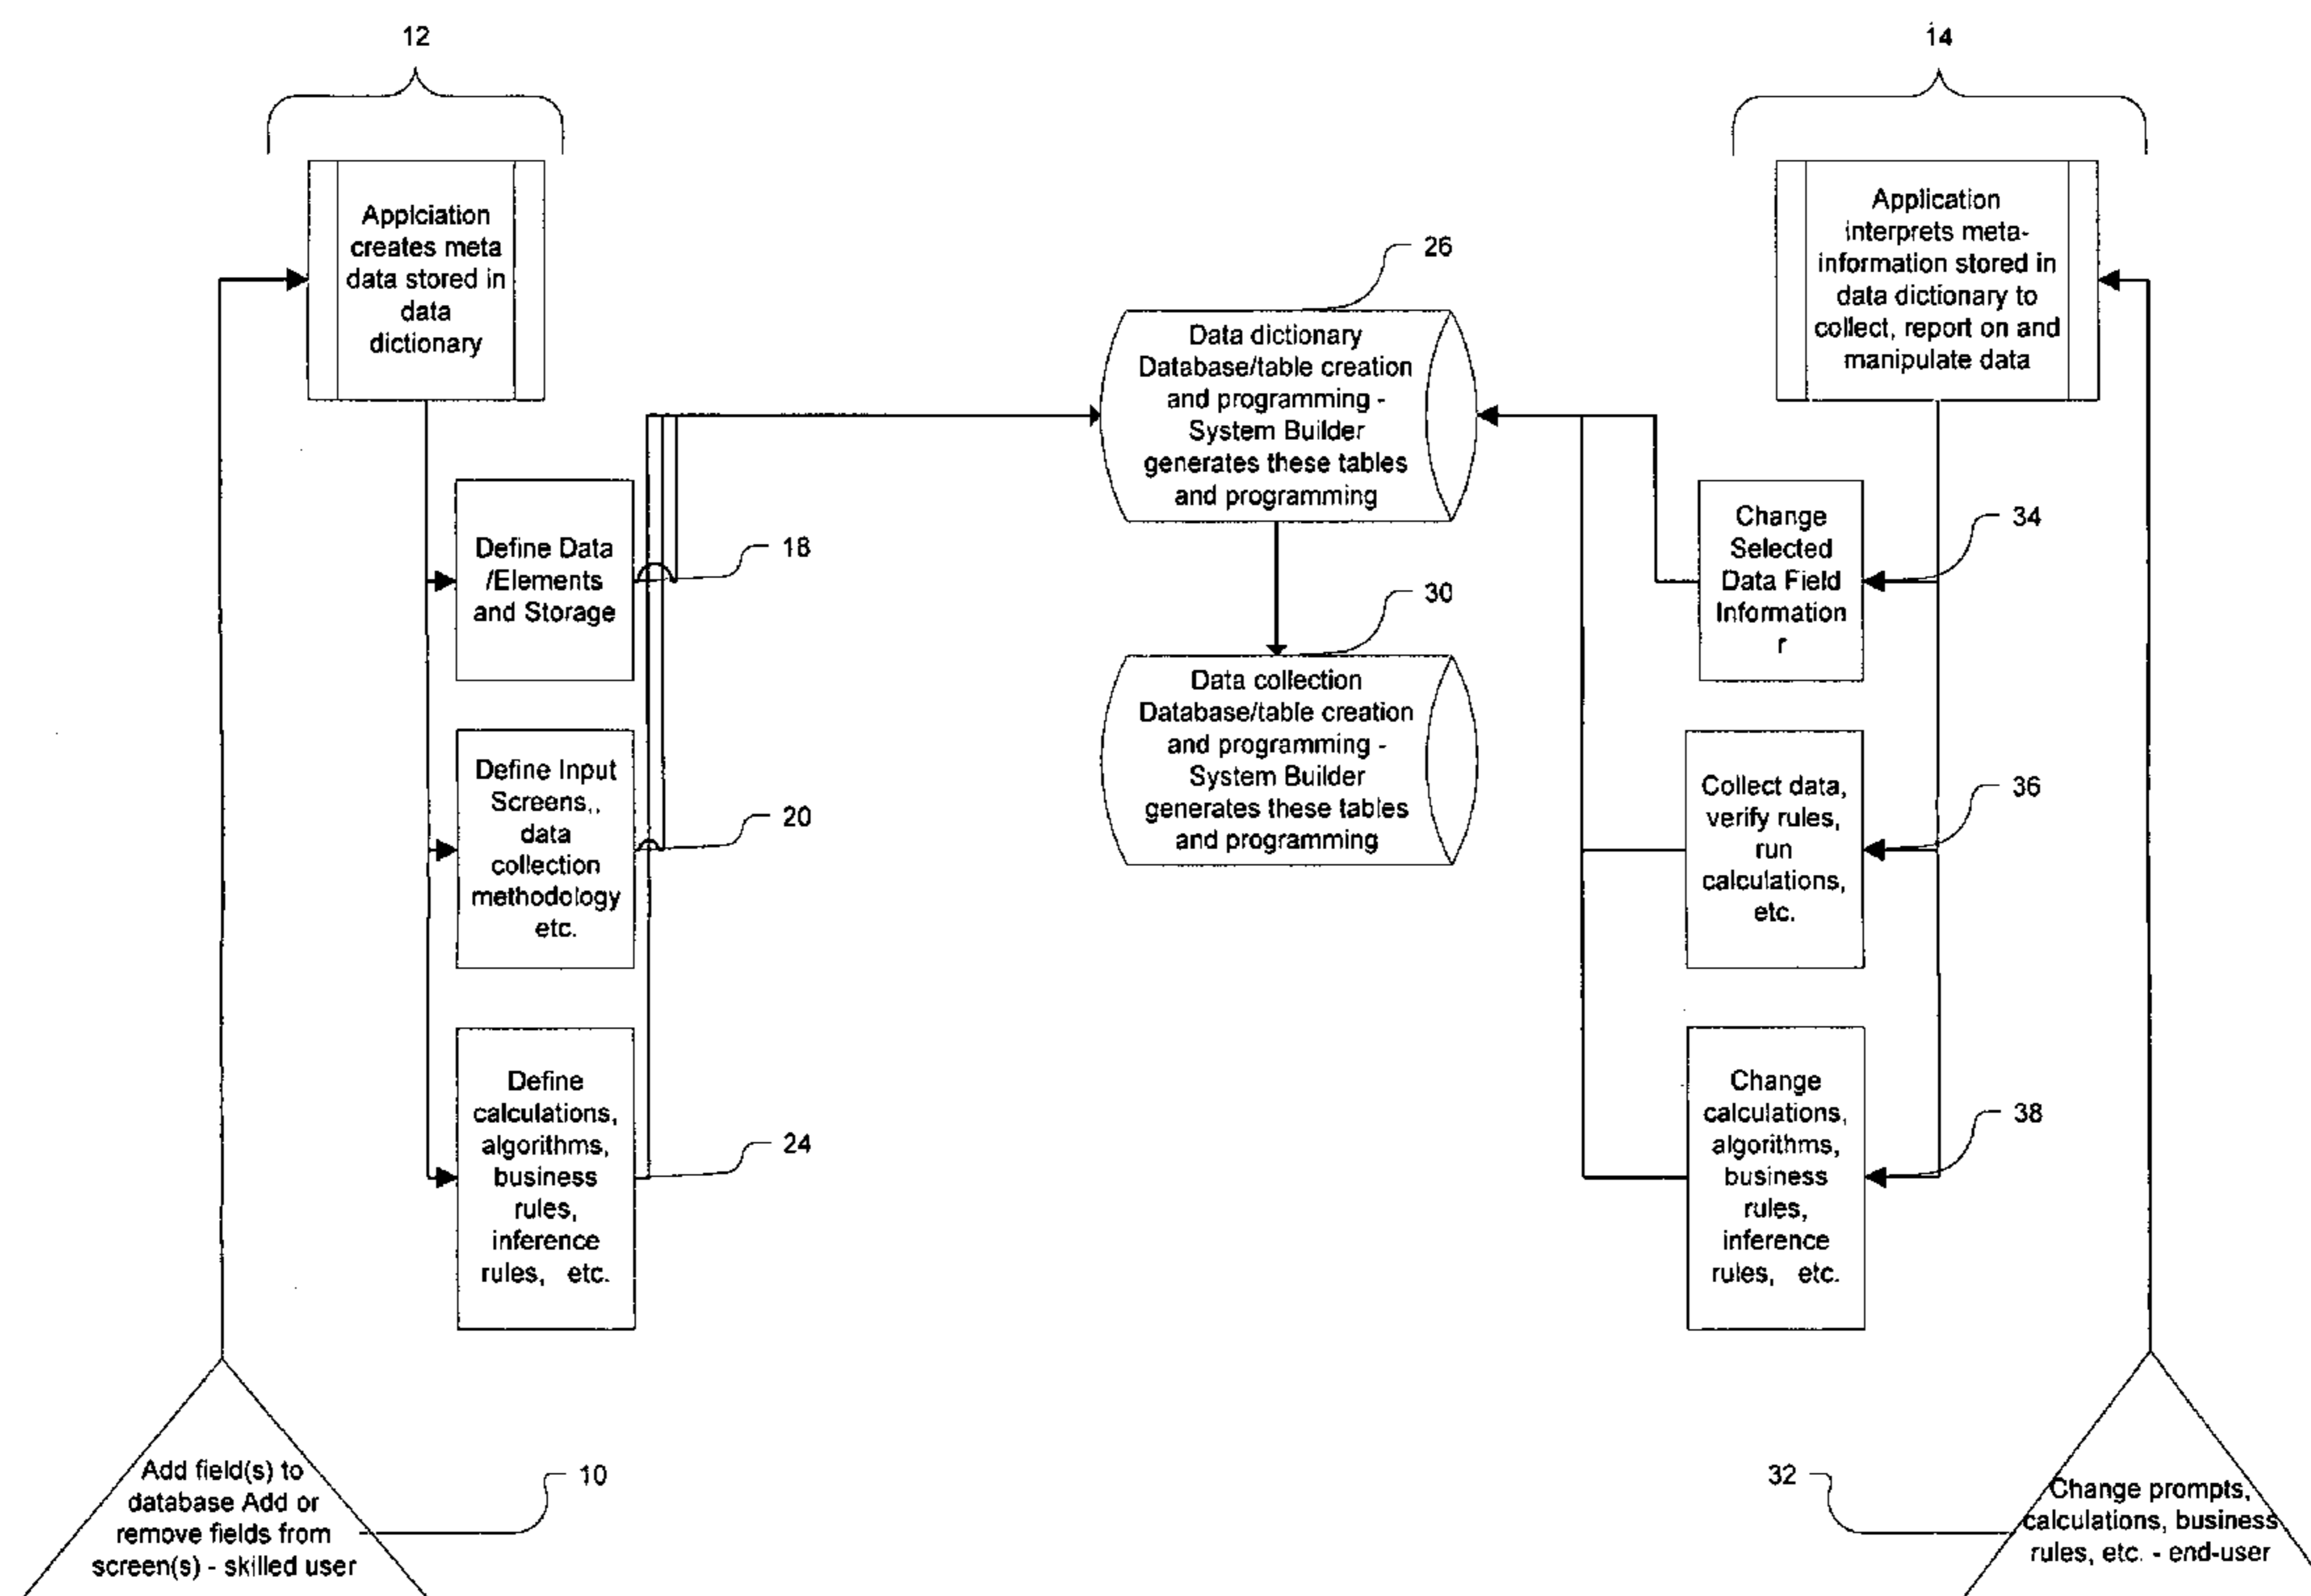 12
14
Applciation
creates meta
data stored in
data
dictionary
Application
interprets meta-
information stored in
data dictionary to
collect, report on and
manipulate data
26
Data dictionary
Database/table creation
and programming -
System Builder
generates these tables
and programming
Define Data
/Elements
and Storage
18
Change
Selected
Data Field
Information
r
34
30
Data collection
Database/table creation
and programming -
System Builder
generates these tables
and programming
Define Input
Screens,,
data
collection
methodology
etc.
20
Collect data,
verify rules,
run
calculations,
etc.
36
Define
calculations,
algorithms,
business
rules,
inference
rules, etc.
24
Change
calculations,
algorithms,
business
rules,
inference
rules, etc.
38
Add field(s) to
database Add or
remove fields from
screen(s) - skilled user
10
32
Change prompts,
calculations, business
rules, etc. - end-user